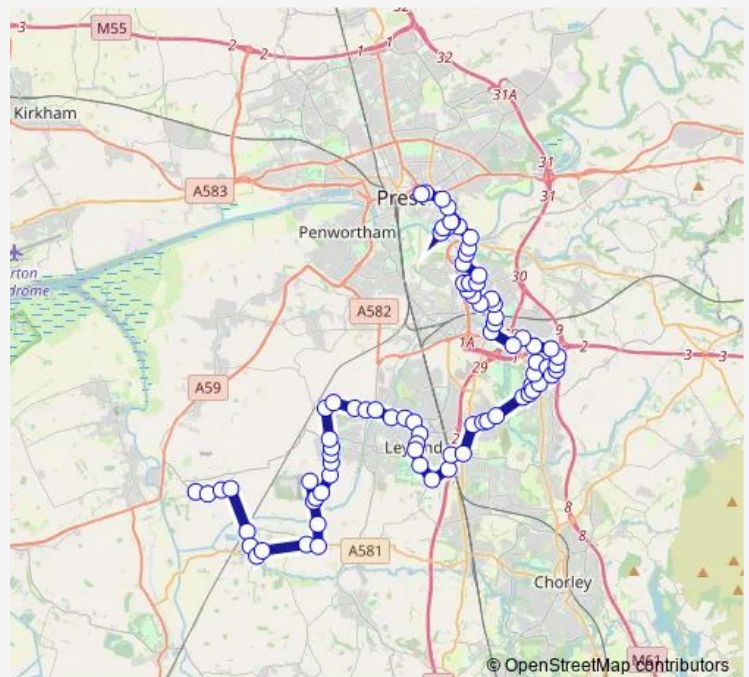 32
3
M55
2
2
1
1
32
31A
Kirkham
31
A583
31
Prest
Penwortham
rton
drome
30
A582
9
2
1A
3
3
29
A59
2
Leyland
8
8
A581
Chorley
M61
© OpenStreetMap contributors